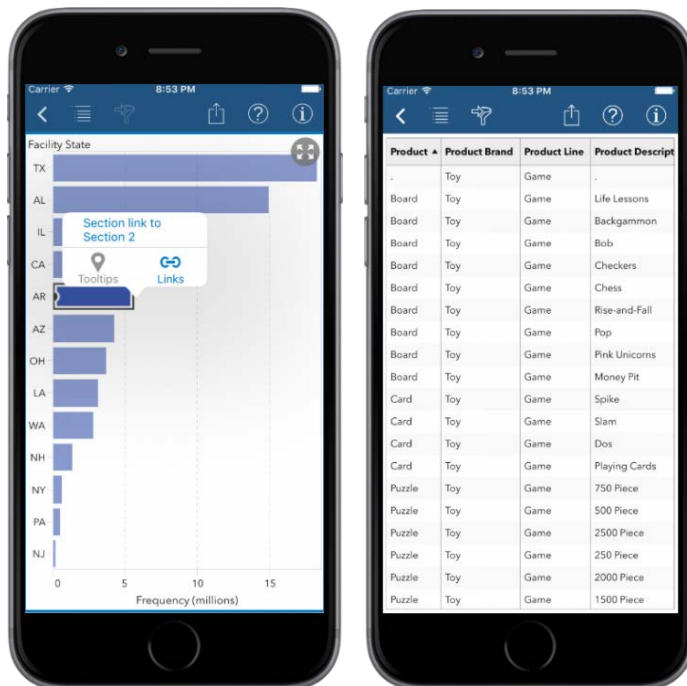 Carrier 8:53 PM
Facility State
TX
AL
IL
CA
AR
AZ
OH
LA
WA
NH
NY
PA
NJ
Section link to
Section 2
Tooltips Links
0 5 10 15
Frequency (millions)
Carrier 8:53 PM
Product Product Brand Product Line Product Descript
. Toy Game .
Board Toy Game Life Lessons
Board Toy Game Backgammon
Board Toy Game Bob
Board Toy Game Checkers
Board Toy Game Chess
Board Toy Game Rise-and-Fall
Board Toy Game Pop
Board Toy Game Pink Unicorns
Board Toy Game Money Pit
Card Toy Game Spike
Card Toy Game Slam
Card Toy Game Dos
Card Toy Game Playing Cards
Puzzle Toy Game 750 Piece
Puzzle Toy Game 500 Piece
Puzzle Toy Game 2500 Piece
Puzzle Toy Game 250 Piece
Puzzle Toy Game 2000 Piece
Puzzle Toy Game 1500 Piece